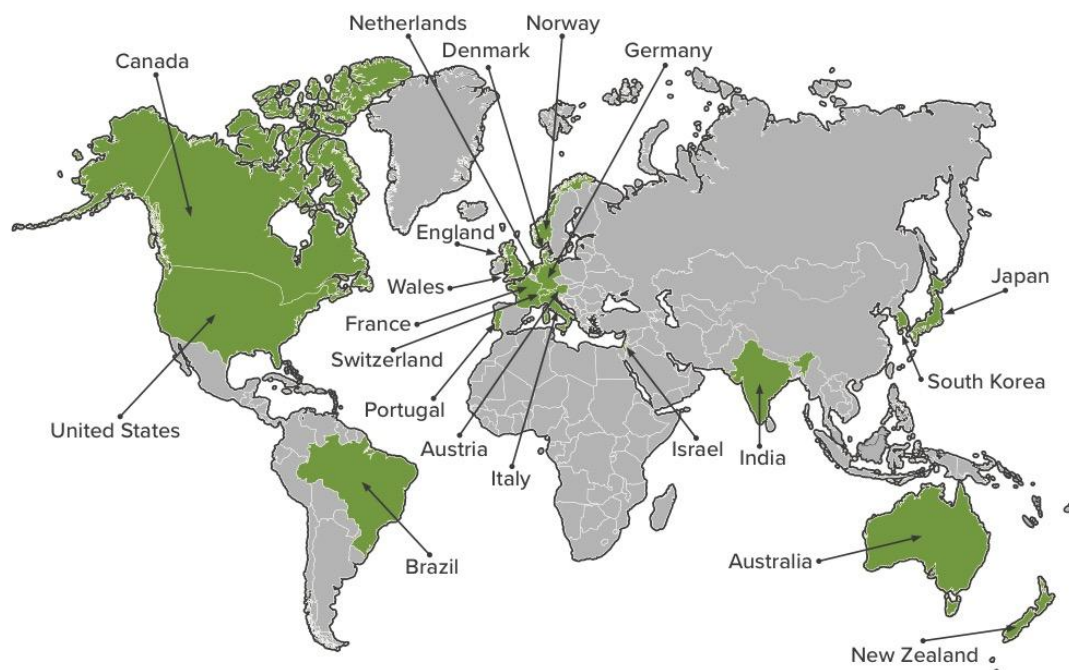 Netherlands
Norway
Denmark
Germany
Canada
England
Wales
Japan
France
Switzerland
South Korea
Portugal
United States
Austria
Israel
India
Italy
Brazil
Australia
New Zealand